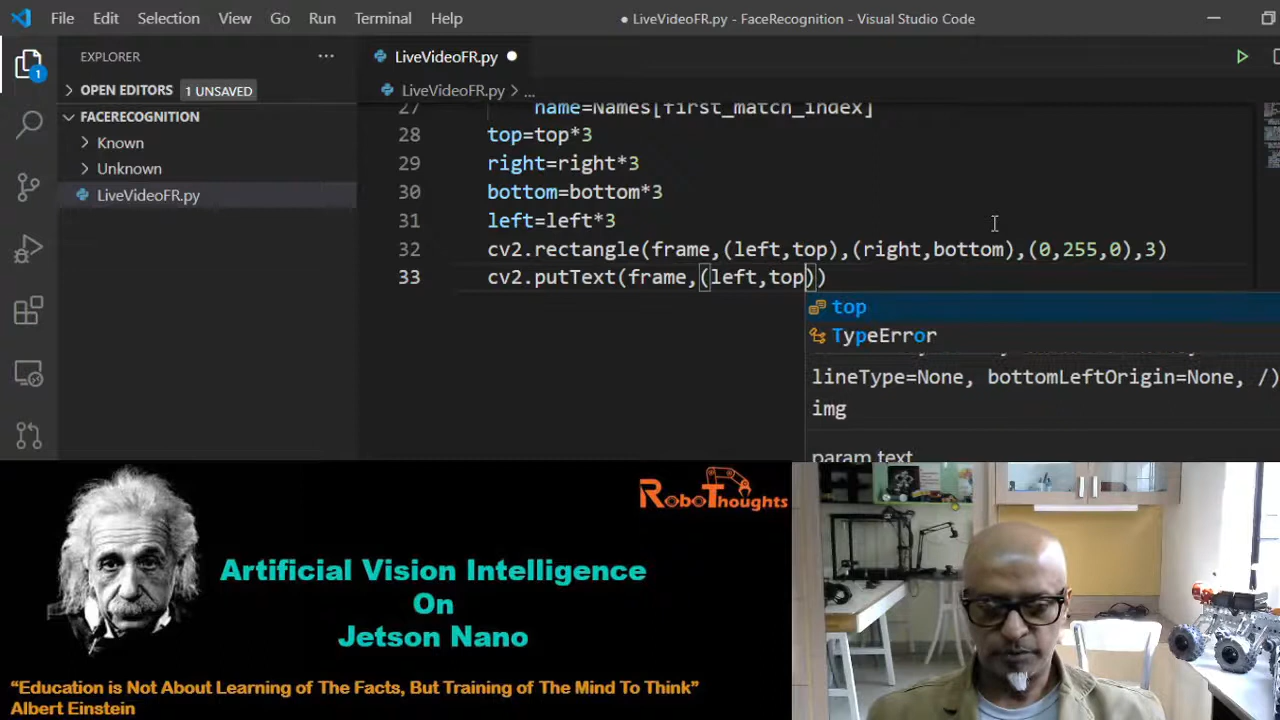 File Edit Selection View Go Run Terminal Help
● LiveVideoFR.py - FaceRecognition - Visual Studio Code
EXPLORER
···
LiveVideoFR.py
OPEN EDITORS 1 UNSAVED
LiveVideoFR.py > ...
1
FACERECOGNITION
Known
Unknown
LiveVideoFR.py
27 name=Names[first_match_index]
28 top=top*3
29 right=right*3
30 bottom=bottom*3
31 left=left*3
32 cv2.rectangle(frame,(left,top),(right,bottom),(0,255,0),3)
33 cv2.putText(frame,(left,top))
top
TypeError
lineType=None, bottomLeftOrigin=None, /)
img
param text
ROBOTHOUGHTS
Artificial Vision Intelligence
On
Jetson Nano
“Education is Not About Learning of The Facts, But Training of The Mind To Think”
Albert Einstein